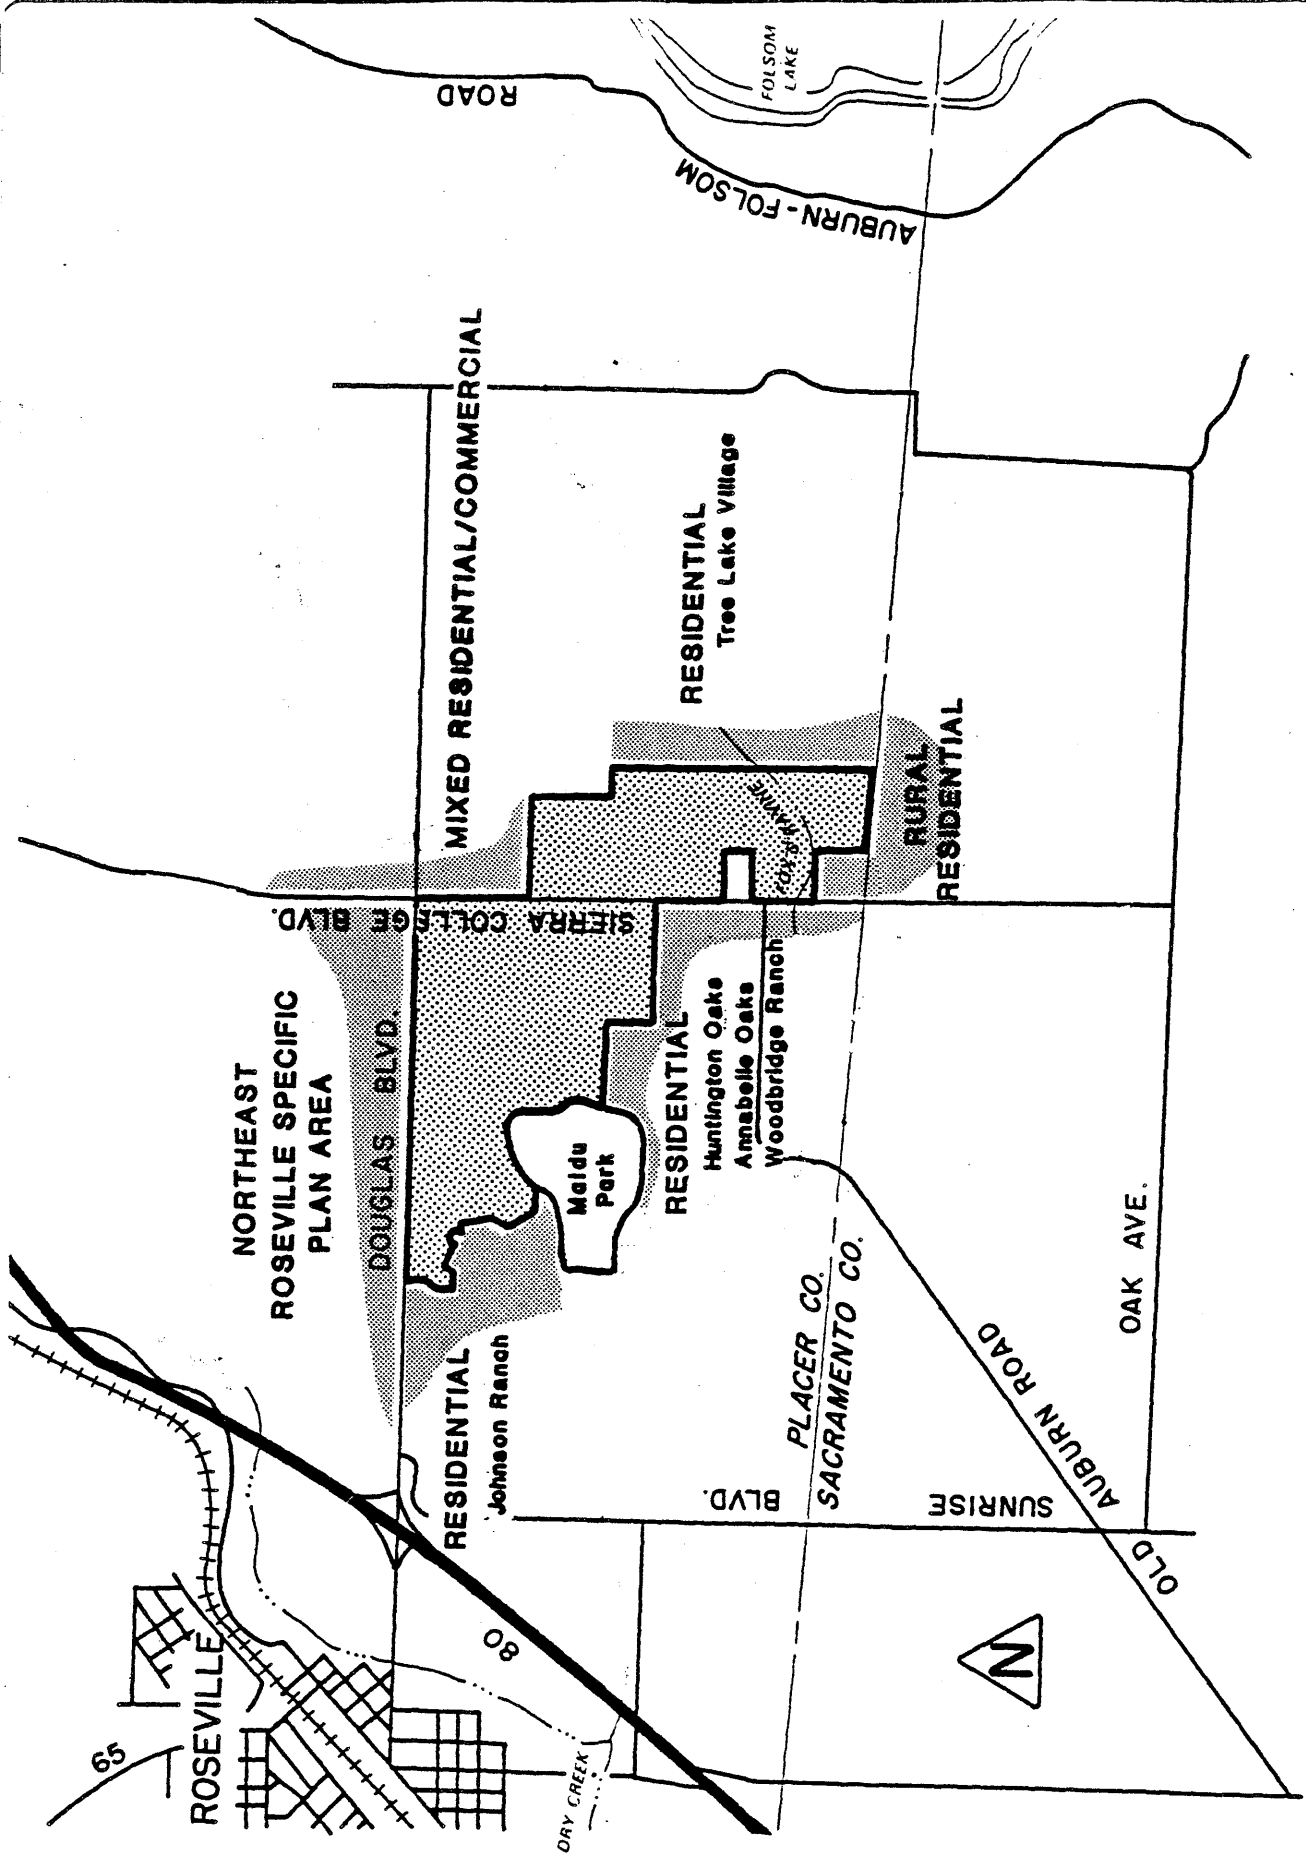 65
ROSEVILLE
80
DRY CREEK
N
NORTHEAST
ROSEVILLE SPECIFIC
PLAN AREA
DOUGLAS BLVD.
SIERRA COLLEGE BLVD.
MIXED RESIDENTIAL/COMMERCIAL
AUBURN-FOLSOM
ROAD
FOLSOM
LAKE
RESIDENTIAL
Johnson Ranch
Maidu
Park
RESIDENTIAL
Huntington Oaks
Annabelle Oaks
Woodbridge Ranch
RESIDENTIAL
Tree Lake Village
RURAL
RESIDENTIAL
PLACER CO.
SACRAMENTO CO.
SUNRISE
BLVD.
OLD AUBURN ROAD
OAK AVE.